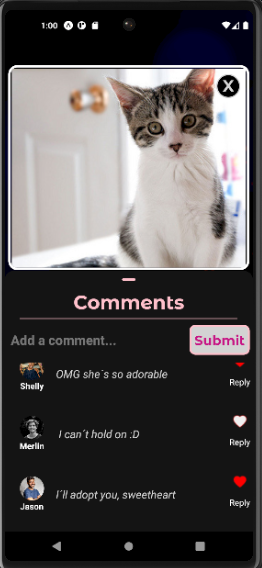 1:00
X
Comments
Add a comment...
Submit
OMG she´s so adorable
Shelly
Reply
I can´t hold on :D
Merlin
Reply
I´ll adopt you, sweetheart
Jason
Reply